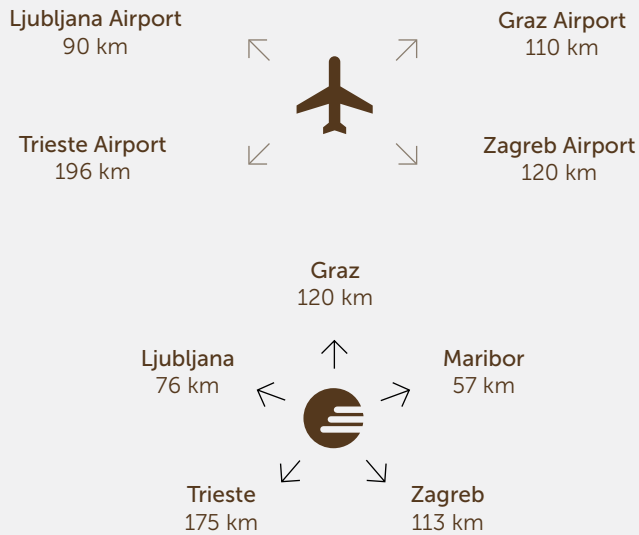 Ljubljana Airport
90 km
Graz Airport
110 km
Trieste Airport
196 km
Zagreb Airport
120 km
Graz
120 km
Ljubljana
76 km
Maribor
57 km
Trieste
175 km
Zagreb
113 km